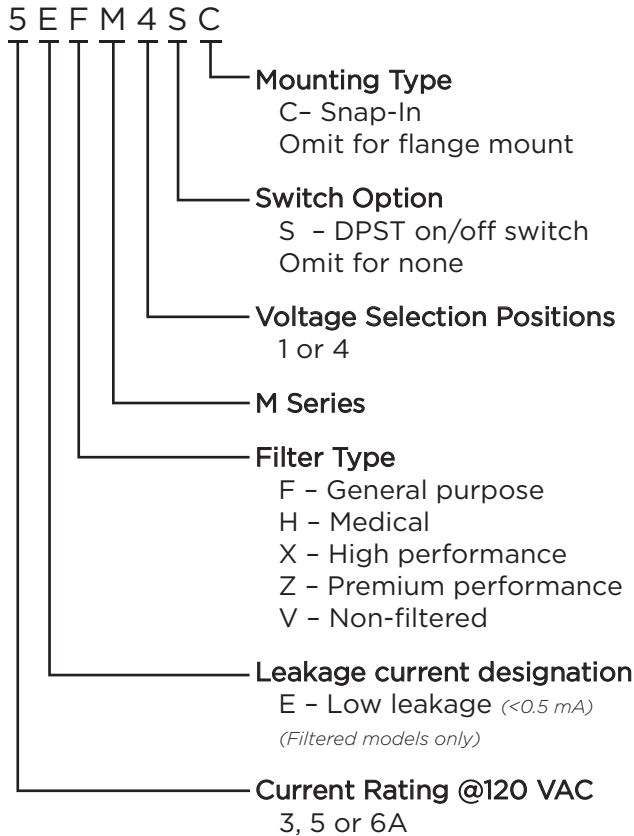 5 E F M 4 S C
Mounting Type
C– Snap-In
Omit for flange mount
Switch Option
S – DPST on/off switch
Omit for none
Voltage Selection Positions
1 or 4
M Series
Filter Type
F – General purpose
H – Medical
X – High performance
Z – Premium performance
V – Non-filtered
Leakage current designation
E – Low leakage (<0.5 mA)
(Filtered models only)
Current Rating @120 VAC
3, 5 or 6A